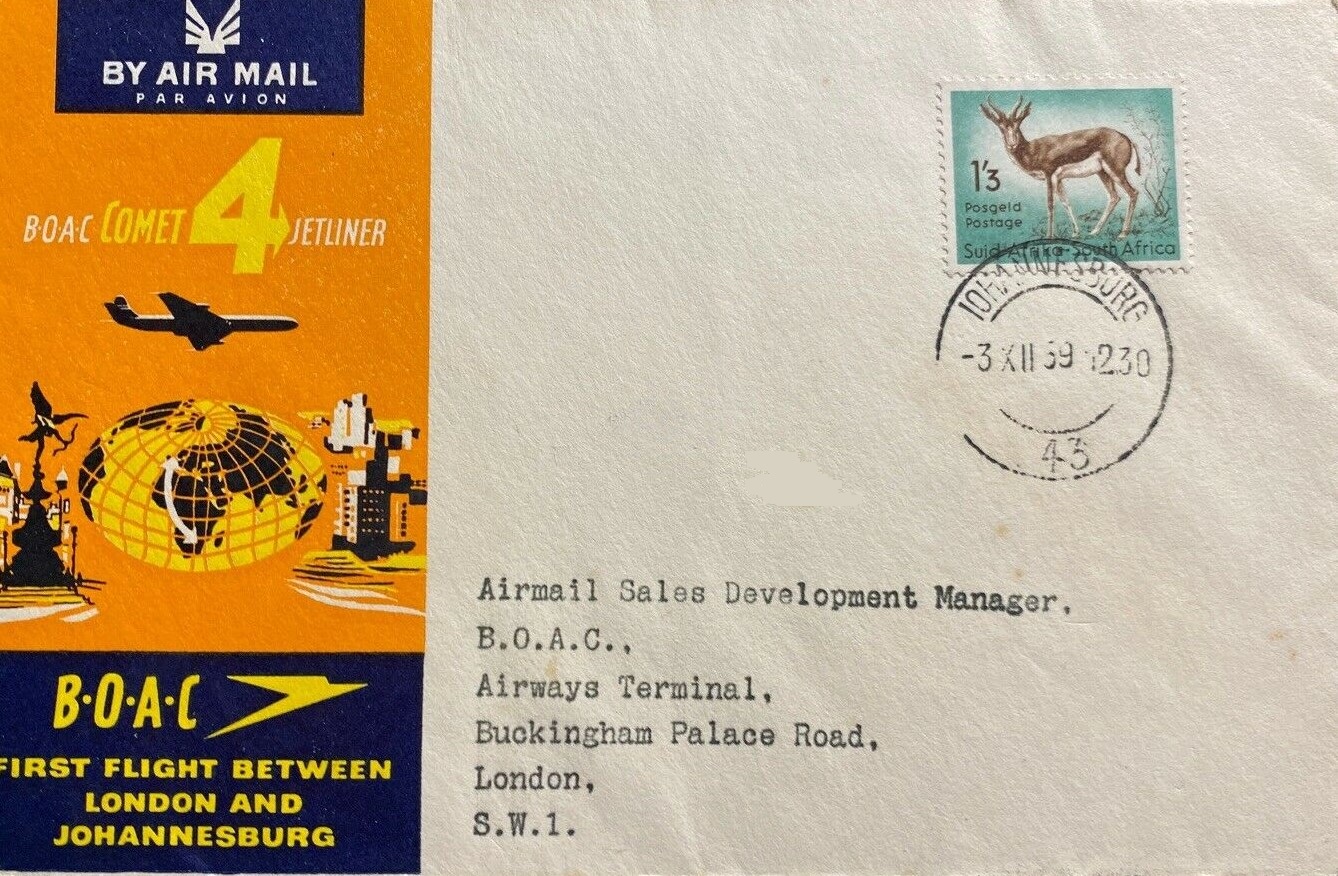 BY AIR MAIL
PAR AVION
B·O·A·C COMET 4 JETLINER
B·O·A·C
FIRST FLIGHT BETWEEN
LONDON AND
JOHANNESBURG
1'3
Posgeld
Postage
Suid-Afrika-South Africa
JOHANNESBURG
-3 XII 59 1230
43
Airmail Sales Development Manager,
B.O.A.C.,
Airways Terminal,
Buckingham Palace Road,
London,
S.W.1.